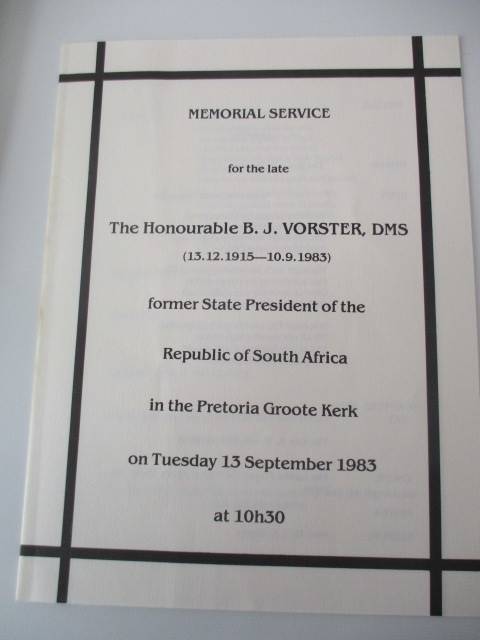 MEMORIAL SERVICE
for the late
The Honourable B. J. VORSTER, DMS
(13.12.1915—10.9.1983)
former State President of the
Republic of South Africa
in the Pretoria Groote Kerk
on Tuesday 13 September 1983
at 10h30